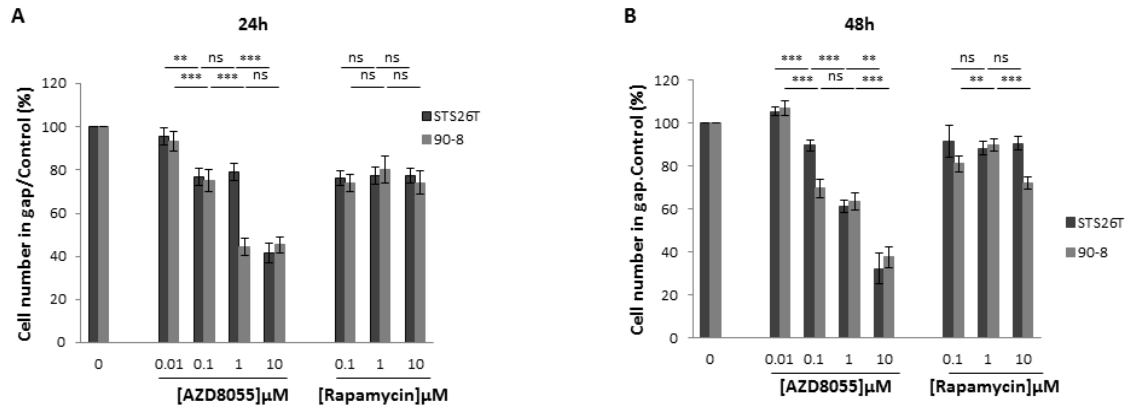 A
24h
** ns *** ns ns
*** *** ns ns ns
Cell number in gap/Control (%)
120
100
80
60
40
20
0
STS26T
90-8
0 0.01 0.1 1 10 0.1 1 10
[AZD8055]μM [Rapamycin]μM
B
48h
*** *** ** ns ns
*** ns *** ** ***
Cell number in gap.Control (%)
120
100
80
60
40
20
0
STS26T
90-8
0 0.01 0.1 1 10 0.1 1 10
[AZD8055]μM [Rapamycin]μM